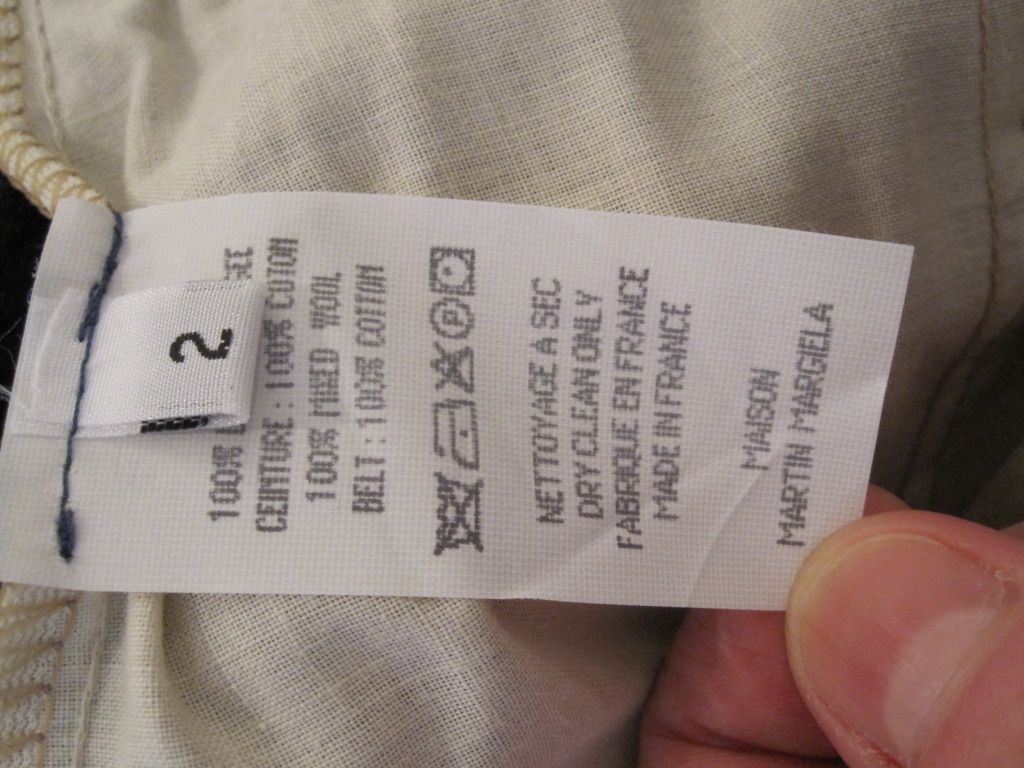 2
100%
CEINTURE : 100% COTON
100% MIXED WOOL
BELT : 100% COTTON
NETTOYAGE A SEC
DRY CLEAN ONLY
FABRIQUE EN FRANCE
MADE IN FRANCE
MAISON
MARTIN MARGIELA